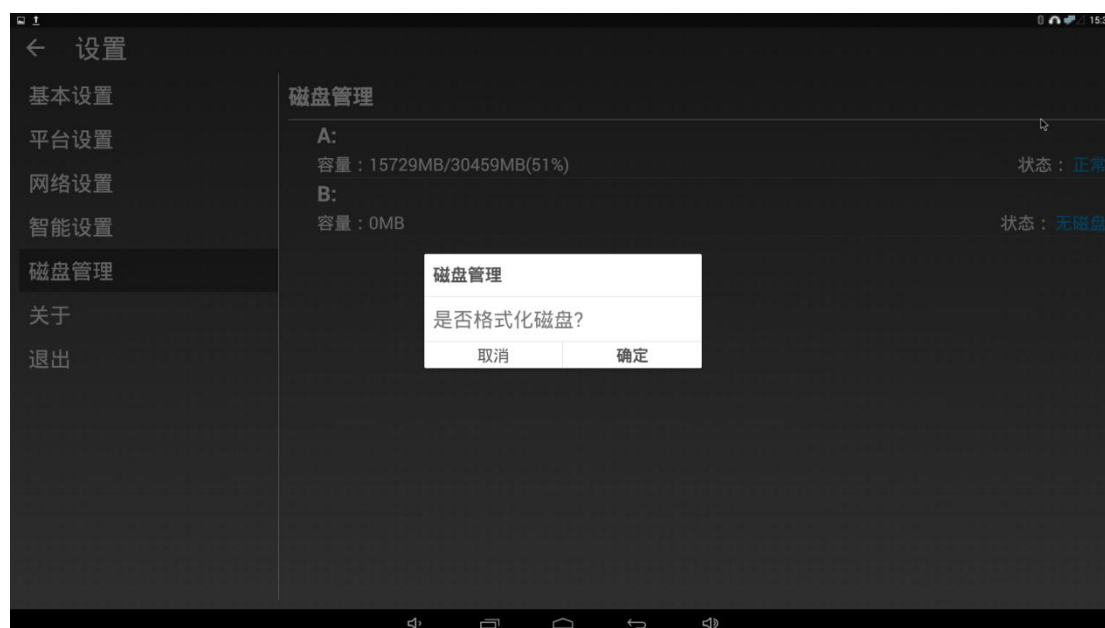 15:3
设置
基本设置
平台设置
网络设置
智能设置
磁盘管理
关于
退出
磁盘管理
A:
容量：15729MB/30459MB(51%)
状态：正常
B:
容量：0MB
状态：无磁盘
磁盘管理
是否格式化磁盘?
取消
确定